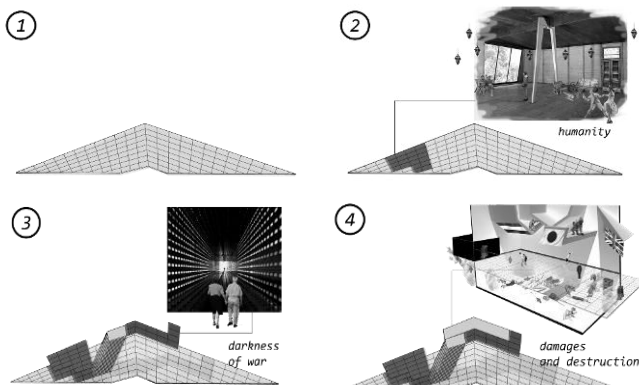 1
2
humanity
3
darkness
of war
4
damages
and destruction